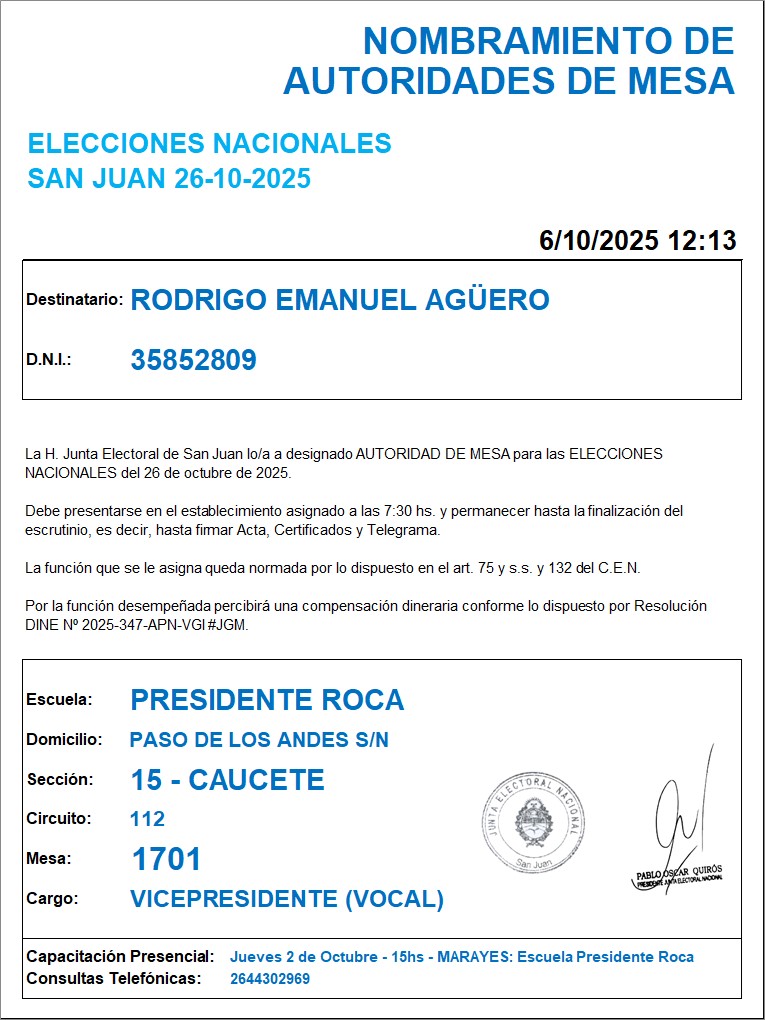 NOMBRAMIENTO DE
AUTORIDADES DE MESA
ELECCIONES NACIONALES
SAN JUAN 26-10-2025
6/10/2025 12:13
Destinatario: RODRIGO EMANUEL AGÜERO
D.N.I.: 35852809
La H. Junta Electoral de San Juan lo/a a designado AUTORIDAD DE MESA para las ELECCIONES
NACIONALES del 26 de octubre de 2025.
Debe presentarse en el establecimiento asignado a las 7:30 hs. y permanecer hasta la finalización del
escrutinio, es decir, hasta firmar Acta, Certificados y Telegrama.
La función que se le asigna queda normada por lo dispuesto en el art. 75 y s.s. y 132 del C.E.N.
Por la función desempeñada percibirá una compensación dineraria conforme lo dispuesto por Resolución
DINE Nº 2025-347-APN-VGI#JGM.
Escuela: PRESIDENTE ROCA
Domicilio: PASO DE LOS ANDES S/N
Sección: 15 - CAUCETE
Circuito: 112
Mesa: 1701
Cargo: VICEPRESIDENTE (VOCAL)
JUNTA ELECTORAL NACIONAL
San Juan
PABLO OSCAR QUIRÓS
PRESIDENTE JUNTA ELECTORAL NACIONAL
Capacitación Presencial: Jueves 2 de Octubre - 15hs - MARAYES: Escuela Presidente Roca
Consultas Telefónicas: 2644302969